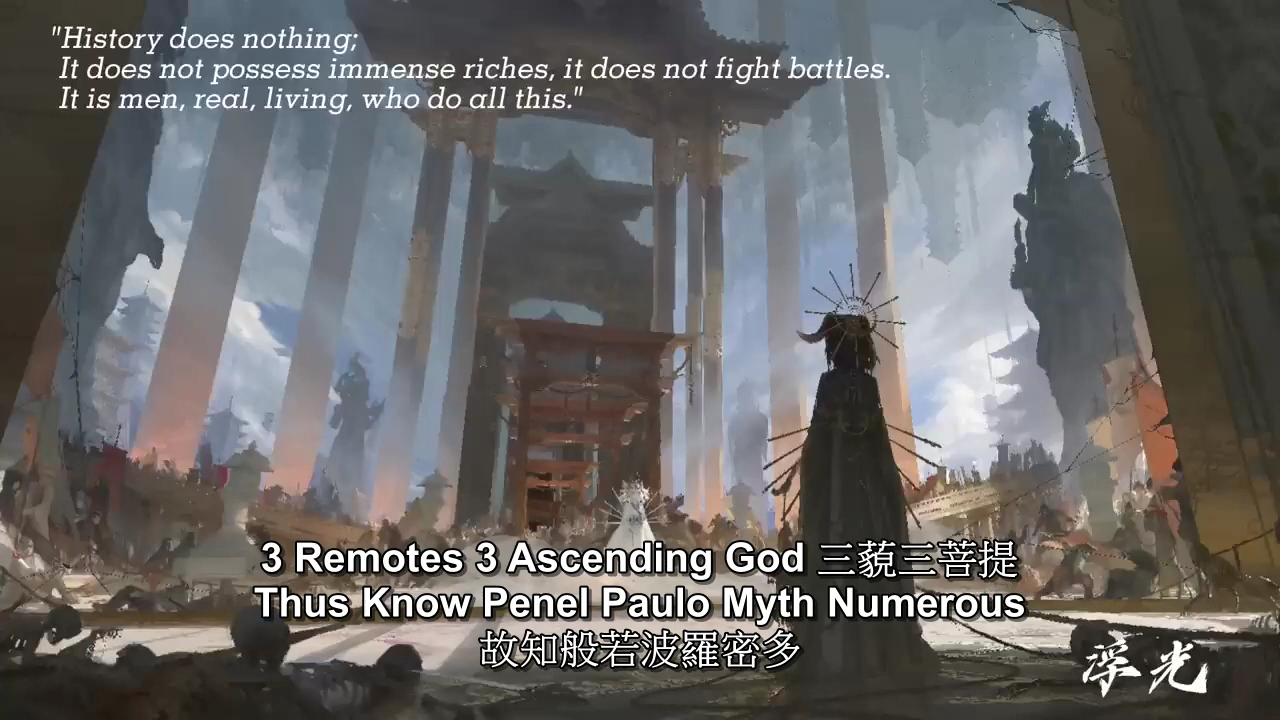 "History does nothing;
It does not possess immense riches, it does not fight battles.
It is men, real, living, who do all this."
3 Remotes 3 Ascending God 三藐三菩提
Thus Know Penel Paulo Myth Numerous
故知般若波羅密多
浮光